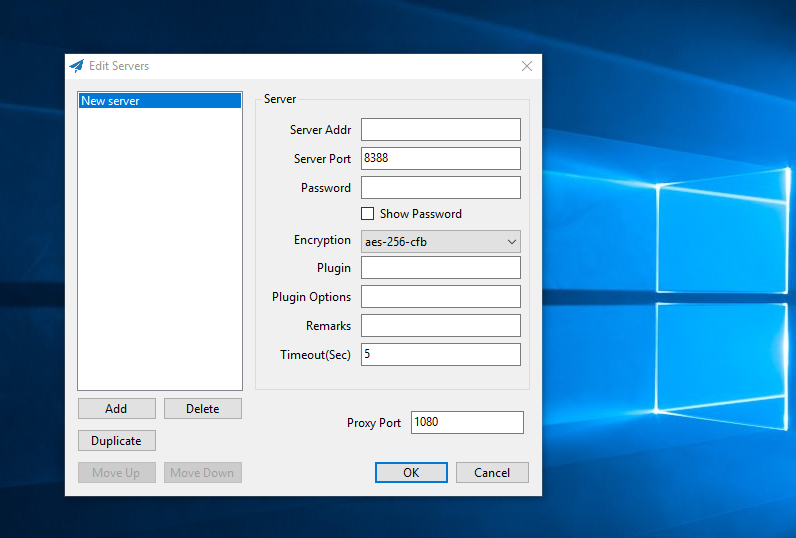 Edit Servers
New server
Server
Server Addr
Server Port 8388
Password
Show Password
Encryption aes-256-cfb
Plugin
Plugin Options
Remarks
Timeout(Sec) 5
Add Delete
Proxy Port 1080
Duplicate
Move Up Move Down
OK Cancel